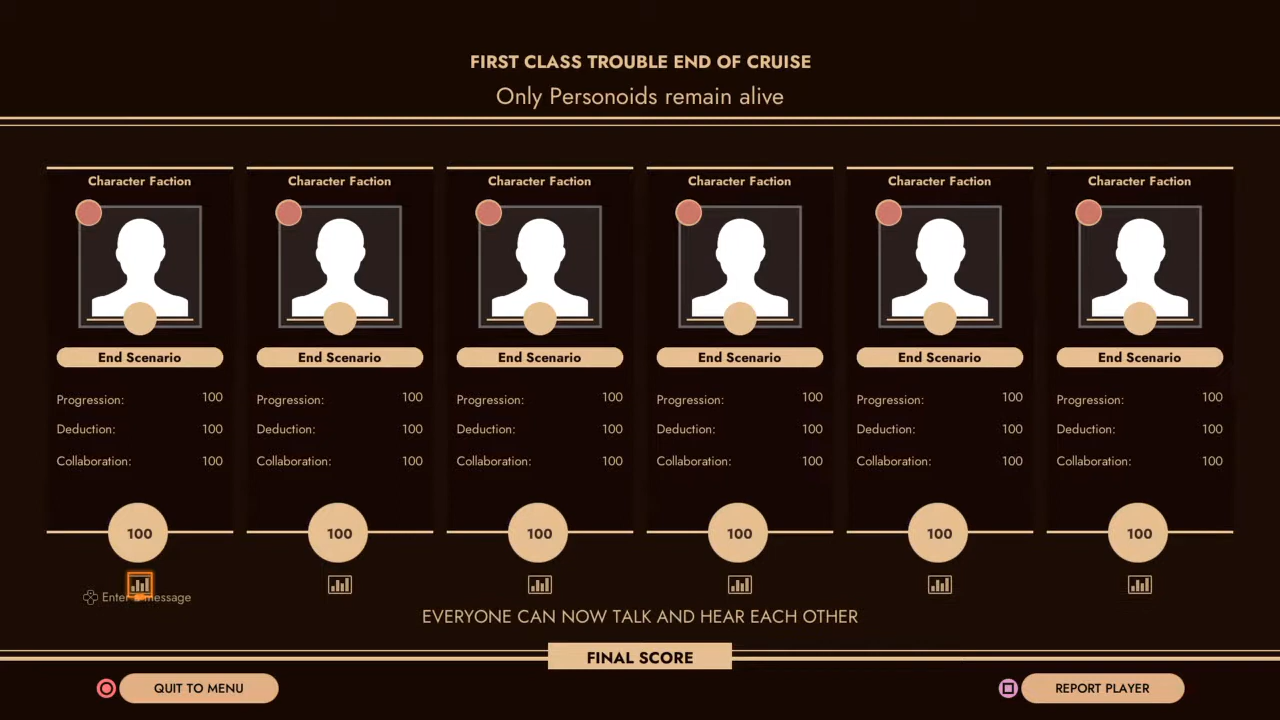 FIRST CLASS TROUBLE END OF CRUISE
Only Personoids remain alive
Character Faction Character Faction Character Faction Character Faction Character Faction Character Faction
End Scenario End Scenario End Scenario End Scenario End Scenario End Scenario
Progression: 100 Progression: 100 Progression: 100 Progression: 100 Progression: 100 Progression: 100
Deduction: 100 Deduction: 100 Deduction: 100 Deduction: 100 Deduction: 100 Deduction: 100
Collaboration: 100 Collaboration: 100 Collaboration: 100 Collaboration: 100 Collaboration: 100 Collaboration: 100
100 100 100 100 100 100
Enter a message
EVERYONE CAN NOW TALK AND HEAR EACH OTHER
FINAL SCORE
QUIT TO MENU REPORT PLAYER